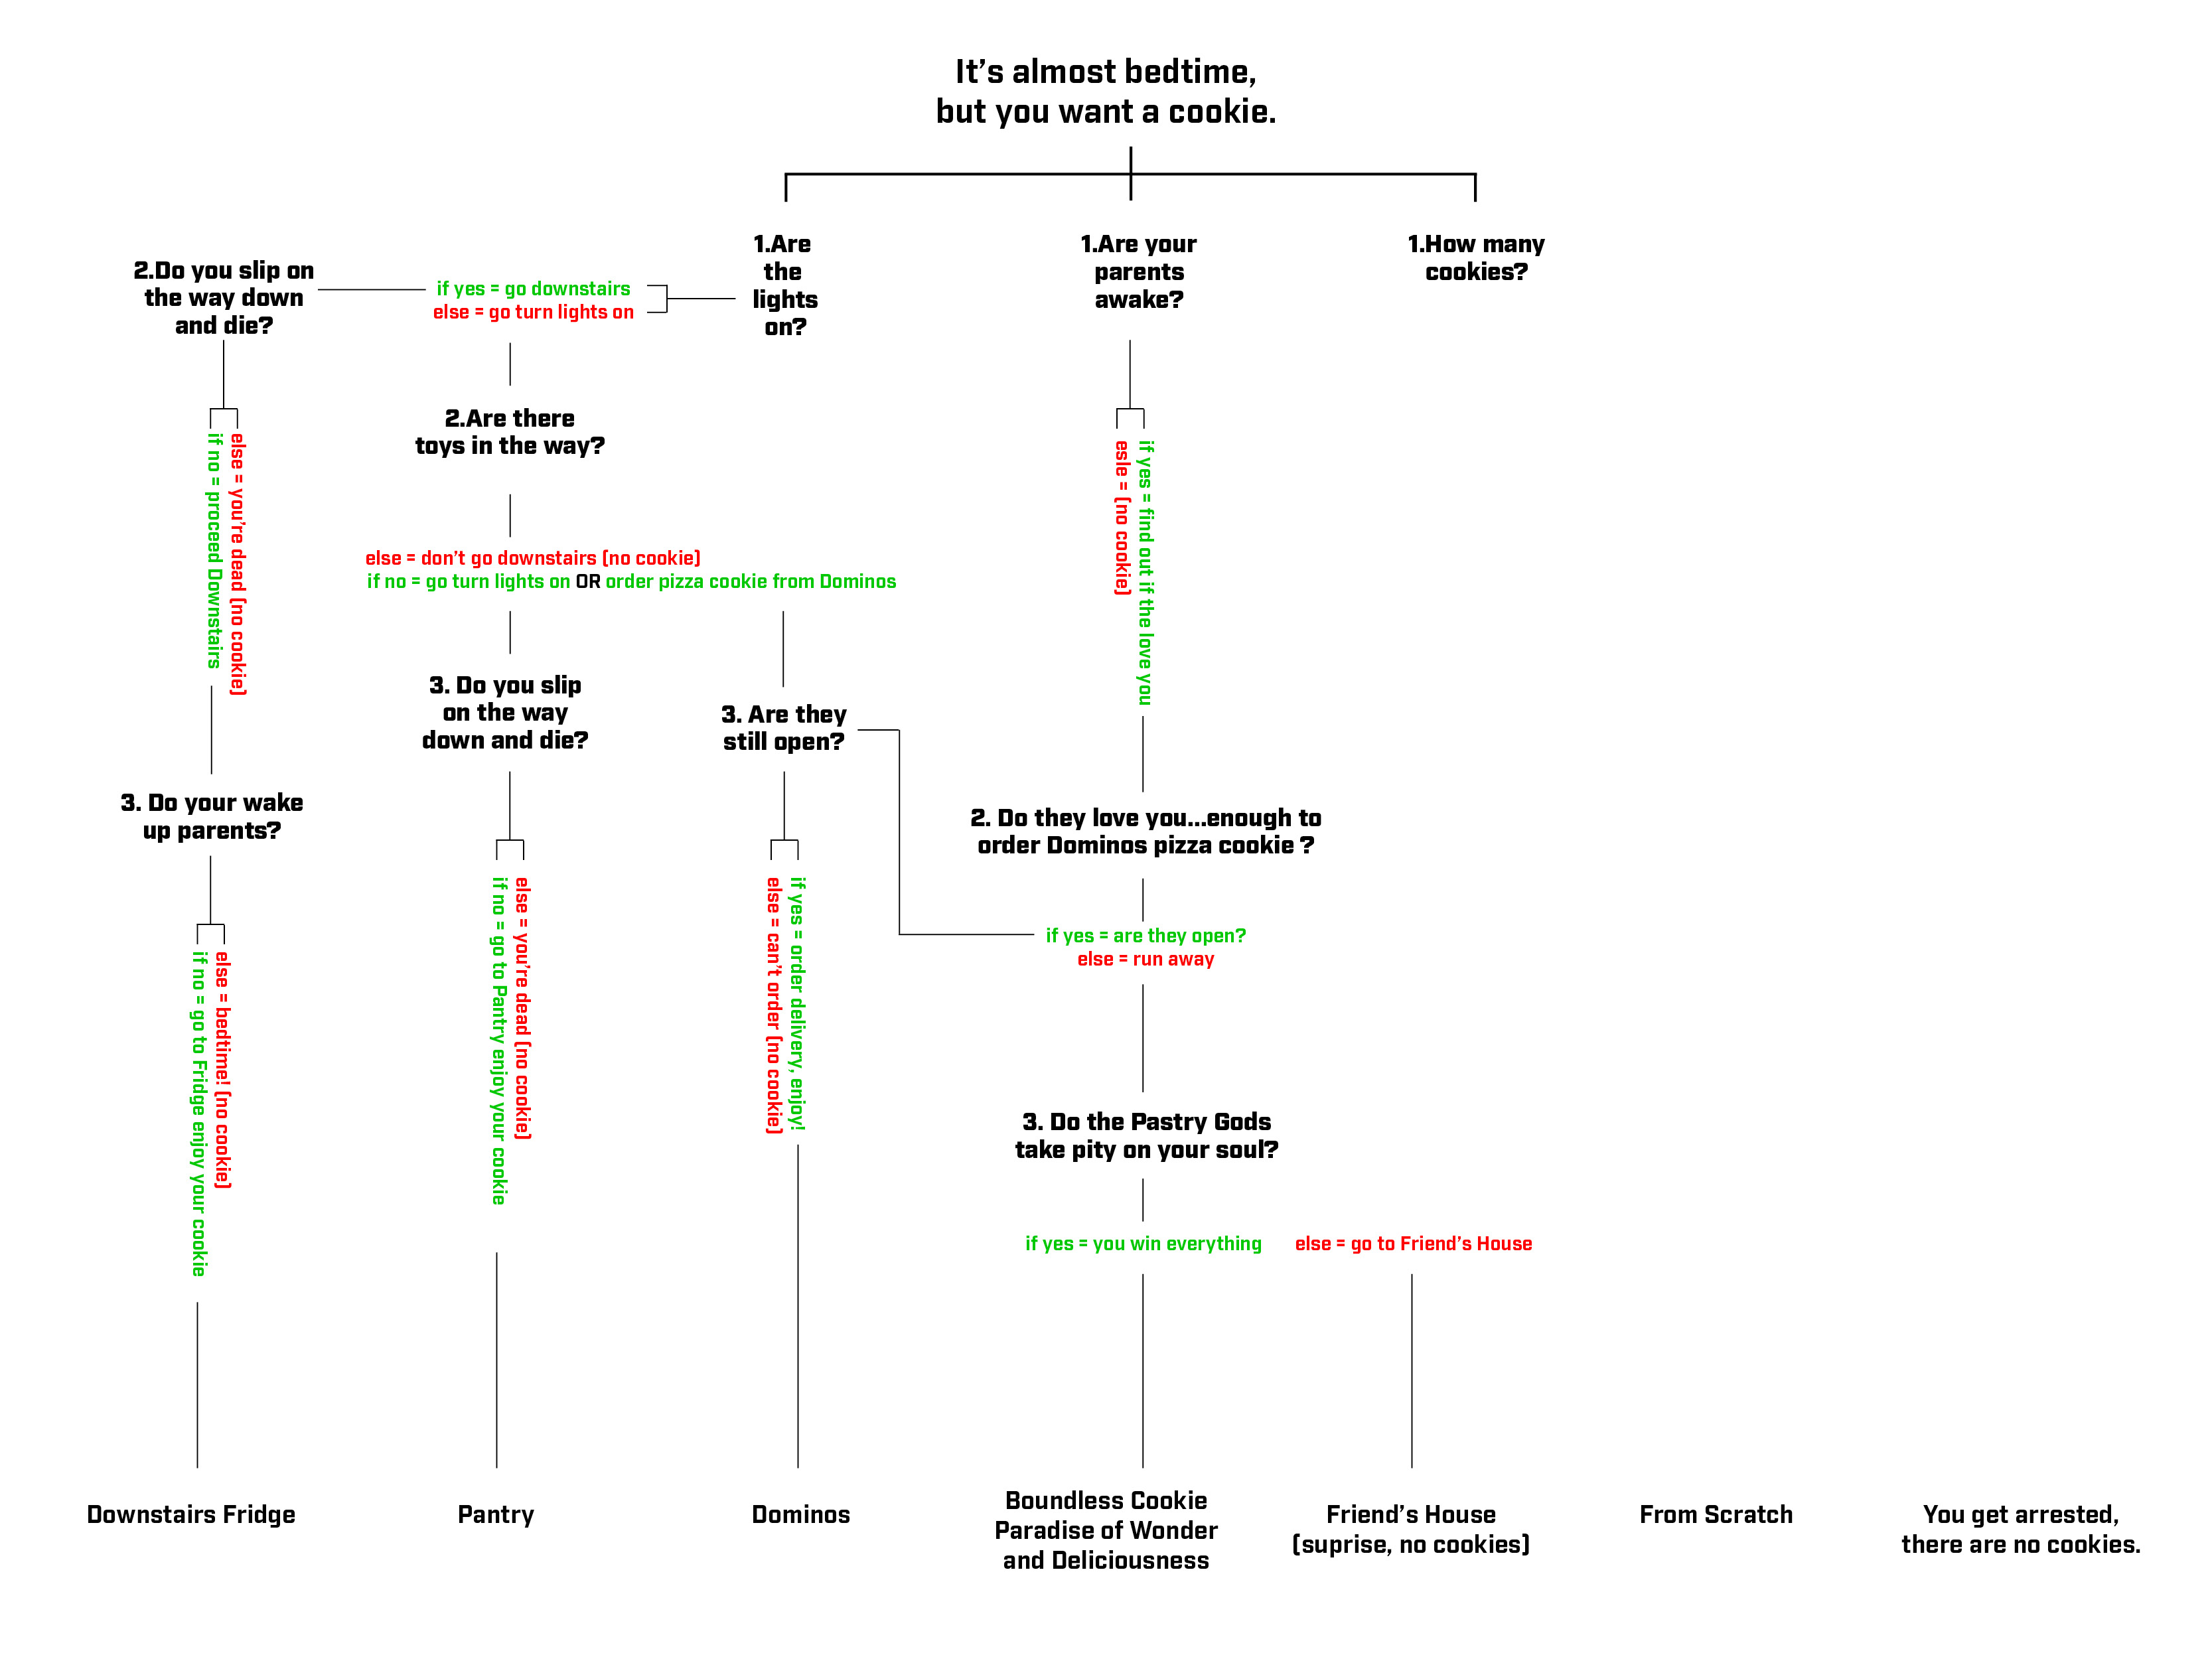 It's almost bedtime,
but you want a cookie.
1.Are
the
lights
on?
1.Are your
parents
awake?
1.How many
cookies?
2.Do you slip on
the way down
and die?
if yes = go downstairs
else = go turn lights on
2.Are there
toys in the way?
else = you're dead (no cookie)
if no = proceed Downstairs
if yes = find out if the love you
esle = (no cookie)
else = don't go downstairs (no cookie)
if no = go turn lights on OR order pizza cookie from Dominos
3. Do you slip
on the way
down and die?
3. Are they
still open?
3. Do your wake
up parents?
2. Do they love you...enough to
order Dominos pizza cookie ?
else = you're dead (no cookie)
if no = go to Pantry enjoy your cookie
if yes = order delivery, enjoy!
else = can't order (no cookie)
if yes = are they open?
else = run away
else = bedtime! (no cookie)
if no = go to Fridge enjoy your cookie
3. Do the Pastry Gods
take pity on your soul?
if yes = you win everything
else = go to Friend's House
Downstairs Fridge
Pantry
Dominos
Boundless Cookie
Paradise of Wonder
and Deliciousness
Friend's House
(suprise, no cookies)
From Scratch
You get arrested,
there are no cookies.